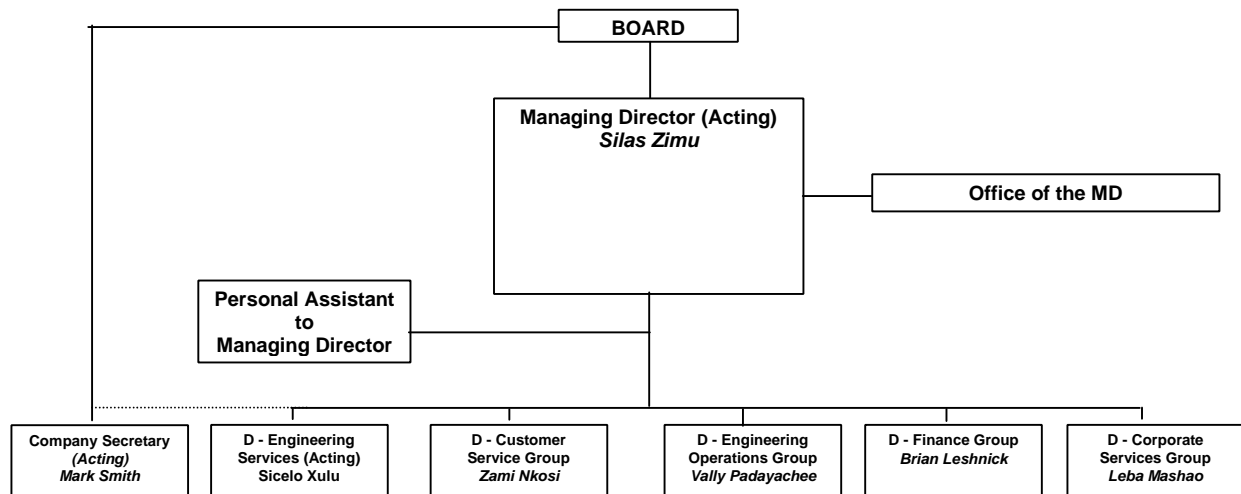 BOARD
Managing Director (Acting)
Silas Zimu
Office of the MD
Personal Assistant
to
Managing Director
Company Secretary
(Acting)
Mark Smith
D - Engineering
Services (Acting)
Sicelo Xulu
D - Customer
Service Group
Zami Nkosi
D - Engineering
Operations Group
Vally Padayachee
D - Finance Group
Brian Leshnick
D - Corporate
Services Group
Leba Mashao